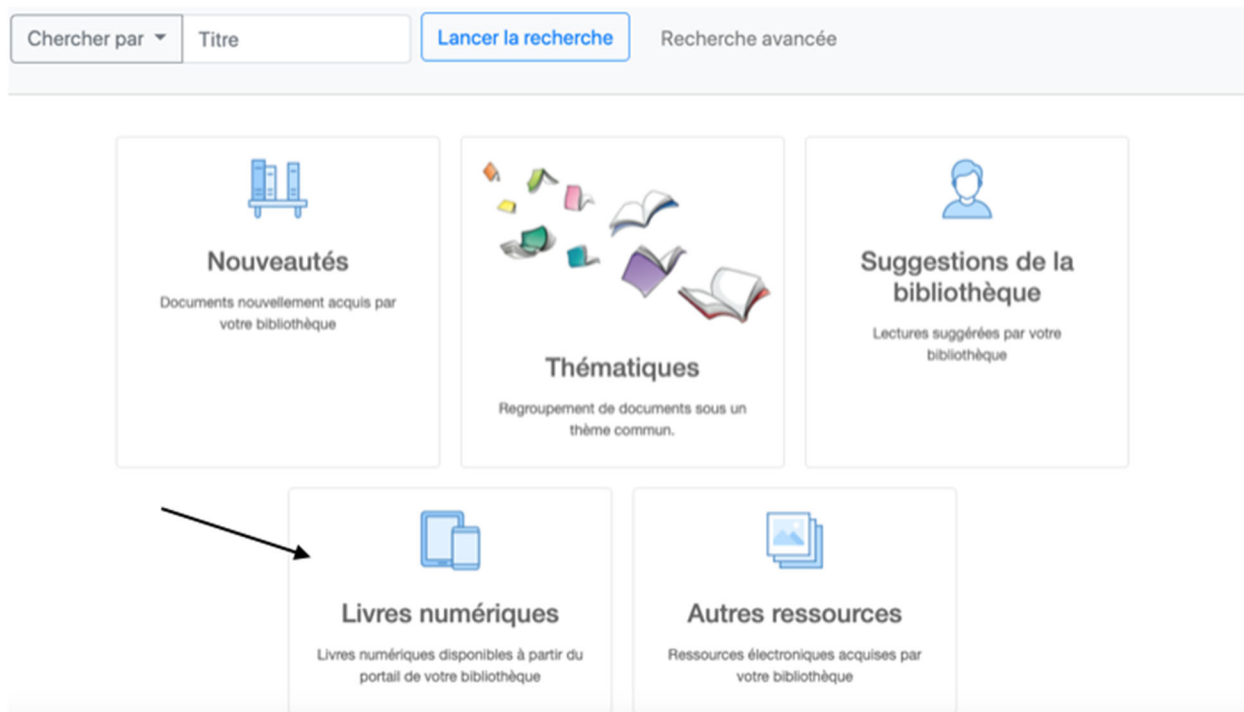 Chercher par
Titre
Lancer la recherche
Recherche avancée
Nouveautés
Documents nouvellement acquis par
votre bibliothèque
Thématiques
Regroupement de documents sous un
thème commun.
Suggestions de la
bibliothèque
Lectures suggérées par votre
bibliothèque
Livres numériques
Livres numériques disponibles à partir du
portail de votre bibliothèque
Autres ressources
Ressources électroniques acquises par
votre bibliothèque